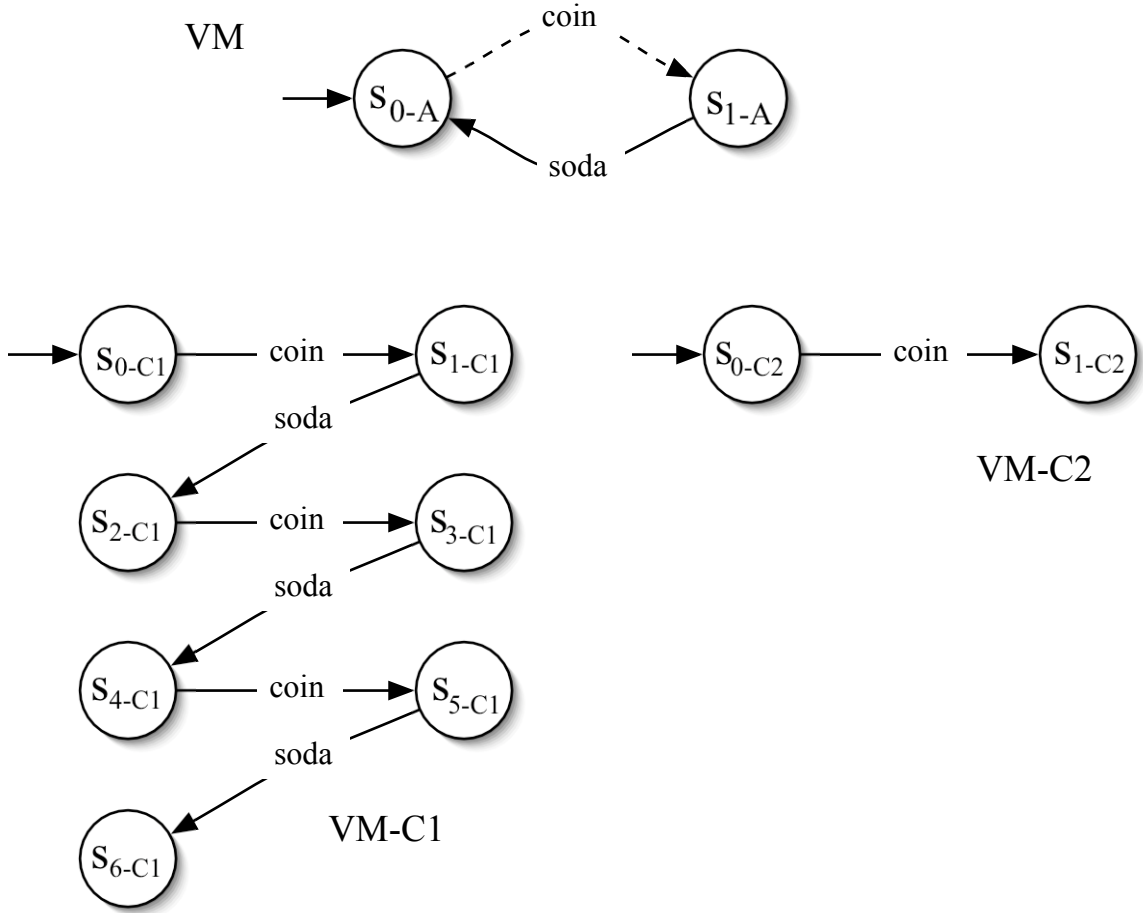 VM
coin
S0-A
S1-A
soda
S0-C1
coin
S1-C1
soda
S2-C1
coin
S3-C1
soda
S4-C1
coin
S5-C1
soda
S6-C1
VM-C1
S0-C2
coin
S1-C2
VM-C2